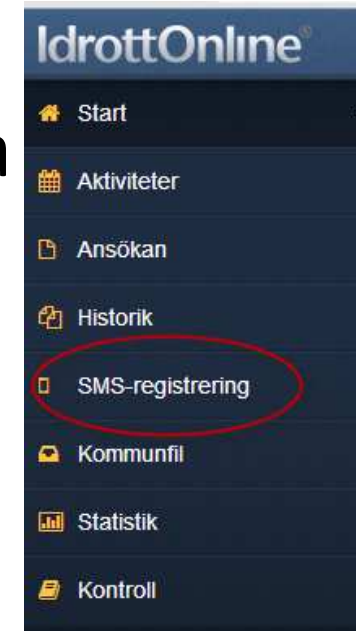 IdrottOnline®
Start
Aktiviteter
Ansökan
Historik
SMS-registrering
Kommunfil
Statistik
Kontroll